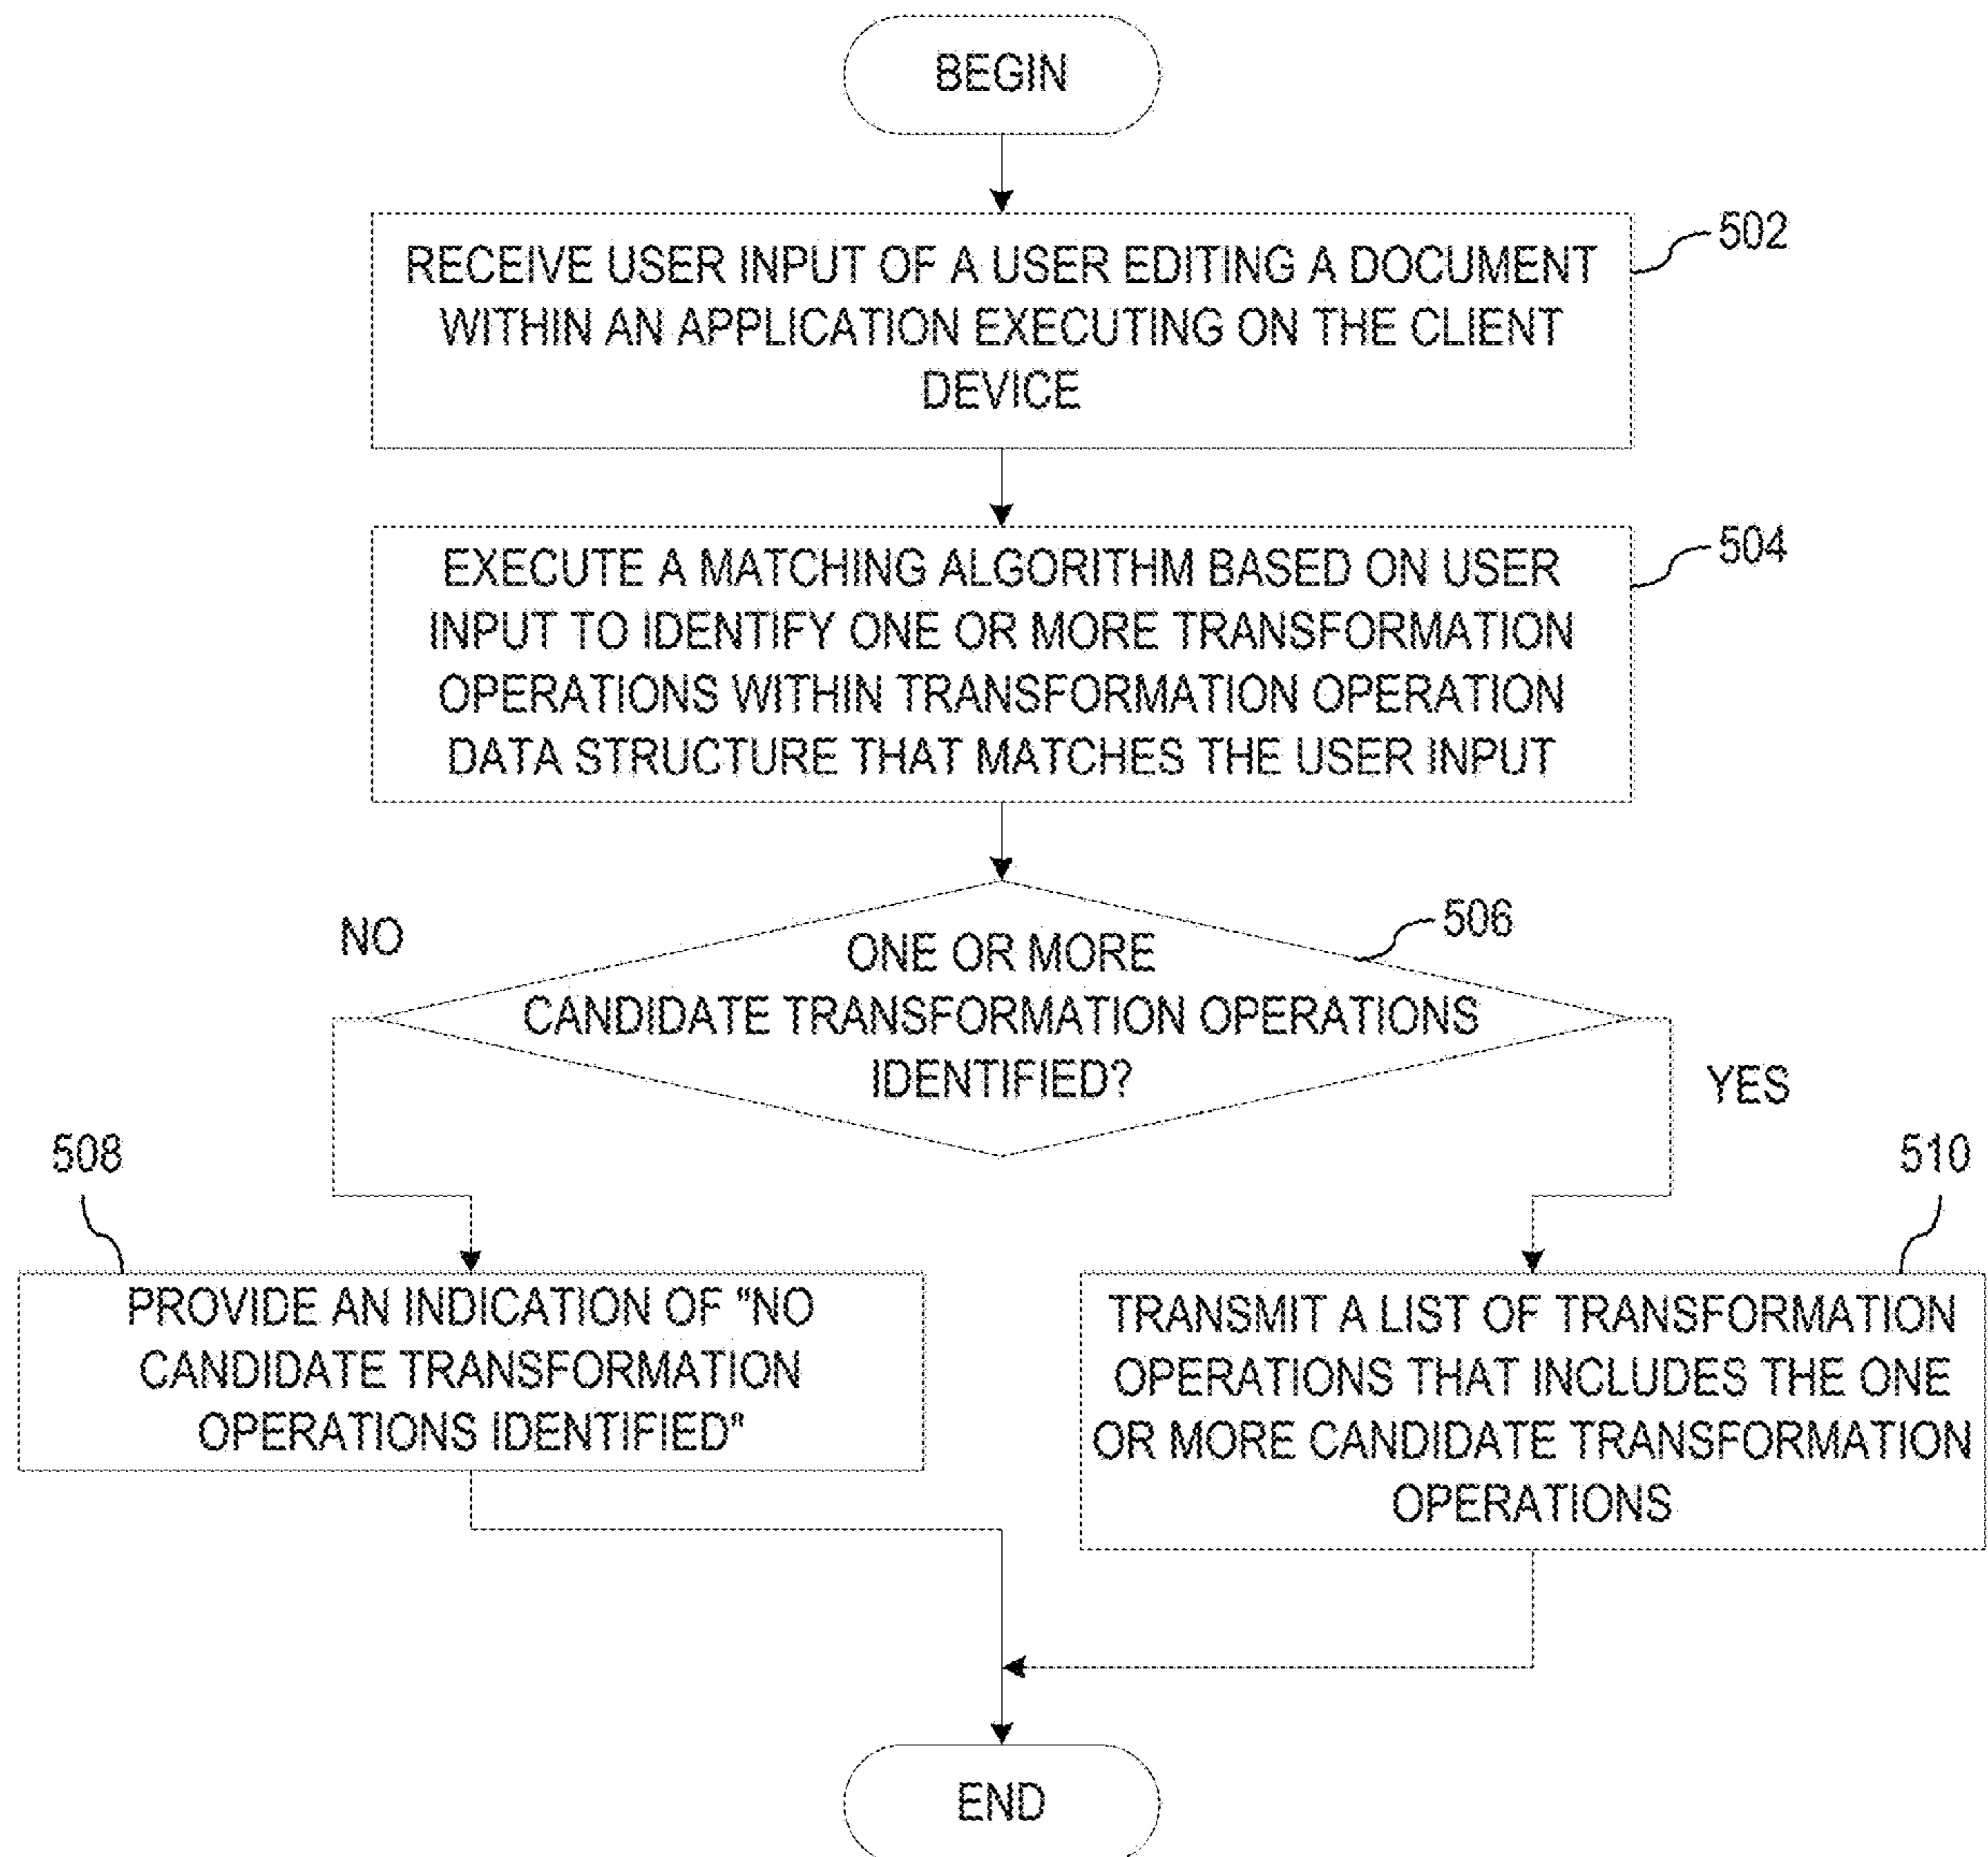 BEGIN
RECEIVE USER INPUT OF A USER EDITING A DOCUMENT
WITHIN AN APPLICATION EXECUTING ON THE CLIENT
DEVICE
502
EXECUTE A MATCHING ALGORITHM BASED ON USER
INPUT TO IDENTIFY ONE OR MORE TRANSFORMATION
OPERATIONS WITHIN TRANSFORMATION OPERATION
DATA STRUCTURE THAT MATCHES THE USER INPUT
504
NO
ONE OR MORE
CANDIDATE TRANSFORMATION OPERATIONS
IDENTIFIED?
506
YES
508
PROVIDE AN INDICATION OF "NO
CANDIDATE TRANSFORMATION
OPERATIONS IDENTIFIED"
510
TRANSMIT A LIST OF TRANSFORMATION
OPERATIONS THAT INCLUDES THE ONE
OR MORE CANDIDATE TRANSFORMATION
OPERATIONS
END